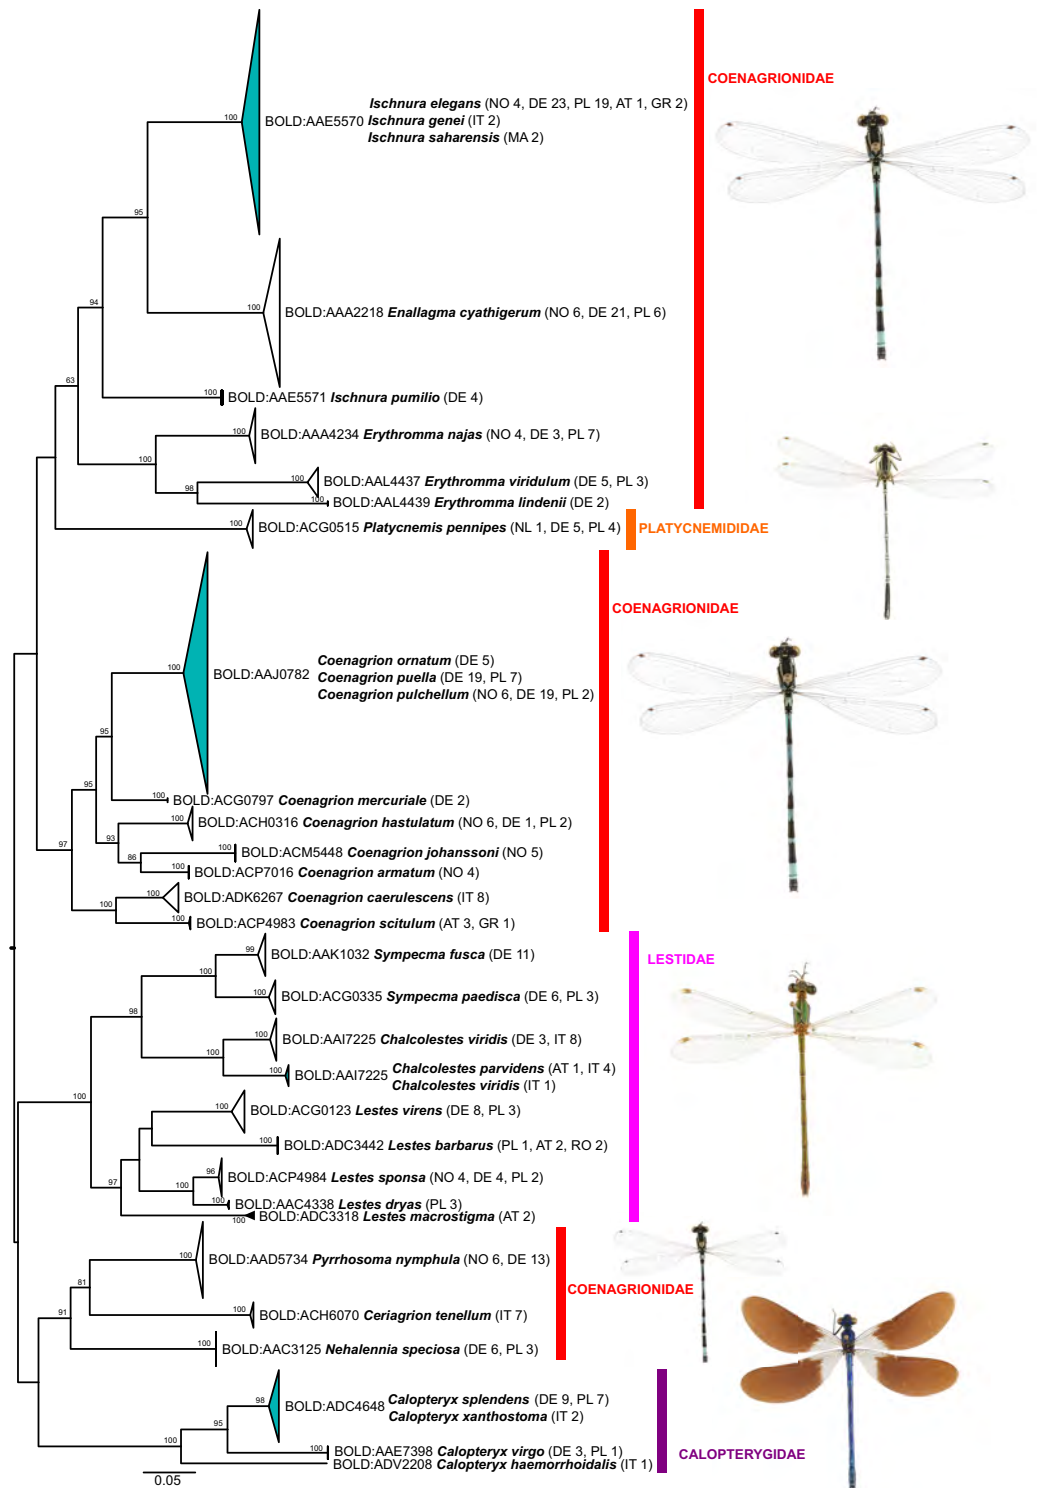 COENAGRIONIDAE
Ischnura elegans (NO 4, DE 23, PL 19, AT 1, GR 2)
100 BOLD:AAE5570 Ischnura genei (IT 2)
Ischnura saharensis (MA 2)
95
94
100 BOLD:AAA2218 Enallagma cyathigerum (NO 6, DE 21, PL 6)
63
100 BOLD:AAE5571 Ischnura pumilio (DE 4)
100 BOLD:AAA4234 Erythromma najas (NO 4, DE 3, PL 7)
100
100 BOLD:AAL4437 Erythromma viridulum (DE 5, PL 3)
98
100 BOLD:AAL4439 Erythromma lindenii (DE 2)
100 BOLD:ACG0515 Platycnemis pennipes (NL 1, DE 5, PL 4) PLATYCNEMIDIDAE
COENAGRIONIDAE
Coenagrion ornatum (DE 5)
100 BOLD:AAJ0782 Coenagrion puella (DE 19, PL 7)
Coenagrion pulchellum (NO 6, DE 19, PL 2)
95
95
100 BOLD:ACG0797 Coenagrion mercuriale (DE 2)
100 BOLD:ACH0316 Coenagrion hastulatum (NO 6, DE 1, PL 2)
93
97
100 BOLD:ACM5448 Coenagrion johanssoni (NO 5)
86
100 BOLD:ACP7016 Coenagrion armatum (NO 4)
100 BOLD:ADK6267 Coenagrion caerulescens (IT 8)
100
100 BOLD:ACP4983 Coenagrion scitulum (AT 3, GR 1)
LESTIDAE
99 BOLD:AAK1032 Sympecma fusca (DE 11)
100
100 BOLD:ACG0335 Sympecma paedisca (DE 6, PL 3)
98
100 BOLD:AAI7225 Chalcolestes viridis (DE 3, IT 8)
100
100 BOLD:AAI7225 Chalcolestes parvidens (AT 1, IT 4)
Chalcolestes viridis (IT 1)
100
100 BOLD:ACG0123 Lestes virens (DE 8, PL 3)
100 BOLD:ADC3442 Lestes barbarus (PL 1, AT 2, RO 2)
96 BOLD:ACP4984 Lestes sponsa (NO 4, DE 4, PL 2)
97
100
100 BOLD:AAC4338 Lestes dryas (PL 3)
100 BOLD:ADC3318 Lestes macrostigma (AT 2)
100 BOLD:AAD5734 Pyrrhosoma nymphula (NO 6, DE 13)
81
COENAGRIONIDAE
91
100 BOLD:ACH6070 Ceriagrion tenellum (IT 7)
100 BOLD:AAC3125 Nehalennia speciosa (DE 6, PL 3)
98 BOLD:ADC4648 Calopteryx splendens (DE 9, PL 7)
Calopteryx xanthostoma (IT 2)
95
100
100 BOLD:AAE7398 Calopteryx virgo (DE 3, PL 1)
CALOPTERYGIDAE
BOLD:ADV2208 Calopteryx haemorrhoidalis (IT 1)
0.05